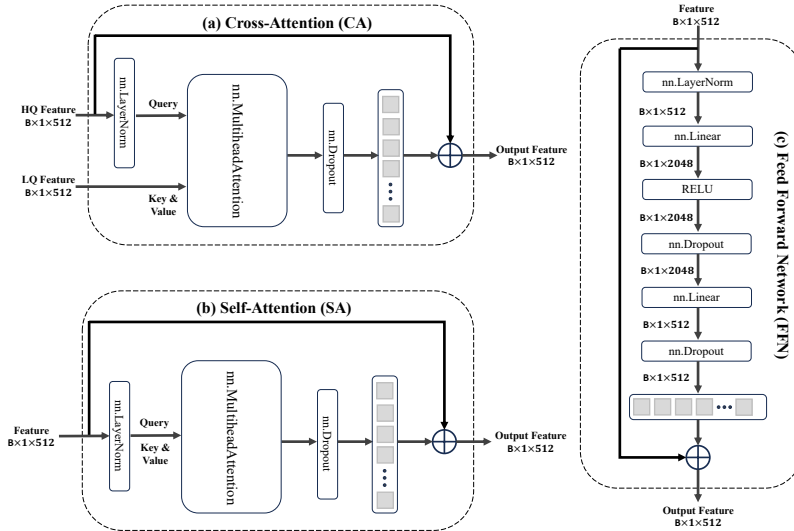 (a) Cross-Attention (CA)
HQ Feature
B×1×512
nn.LayerNorm
Query
LQ Feature
B×1×512
Key &
Value
nn.MultiheadAttention
nn.Dropout
Output Feature
B×1×512
(b) Self-Attention (SA)
Feature
B×1×512
nn.LayerNorm
Query
Key &
Value
nn.MultiheadAttention
nn.Dropout
Output Feature
B×1×512
Feature
B×1×512
nn.LayerNorm
B×1×512
nn.Linear
B×1×2048
RELU
B×1×2048
nn.Dropout
B×1×2048
nn.Linear
B×1×512
nn.Dropout
B×1×512
(c) Feed Forward Network (FFN)
Output Feature
B×1×512